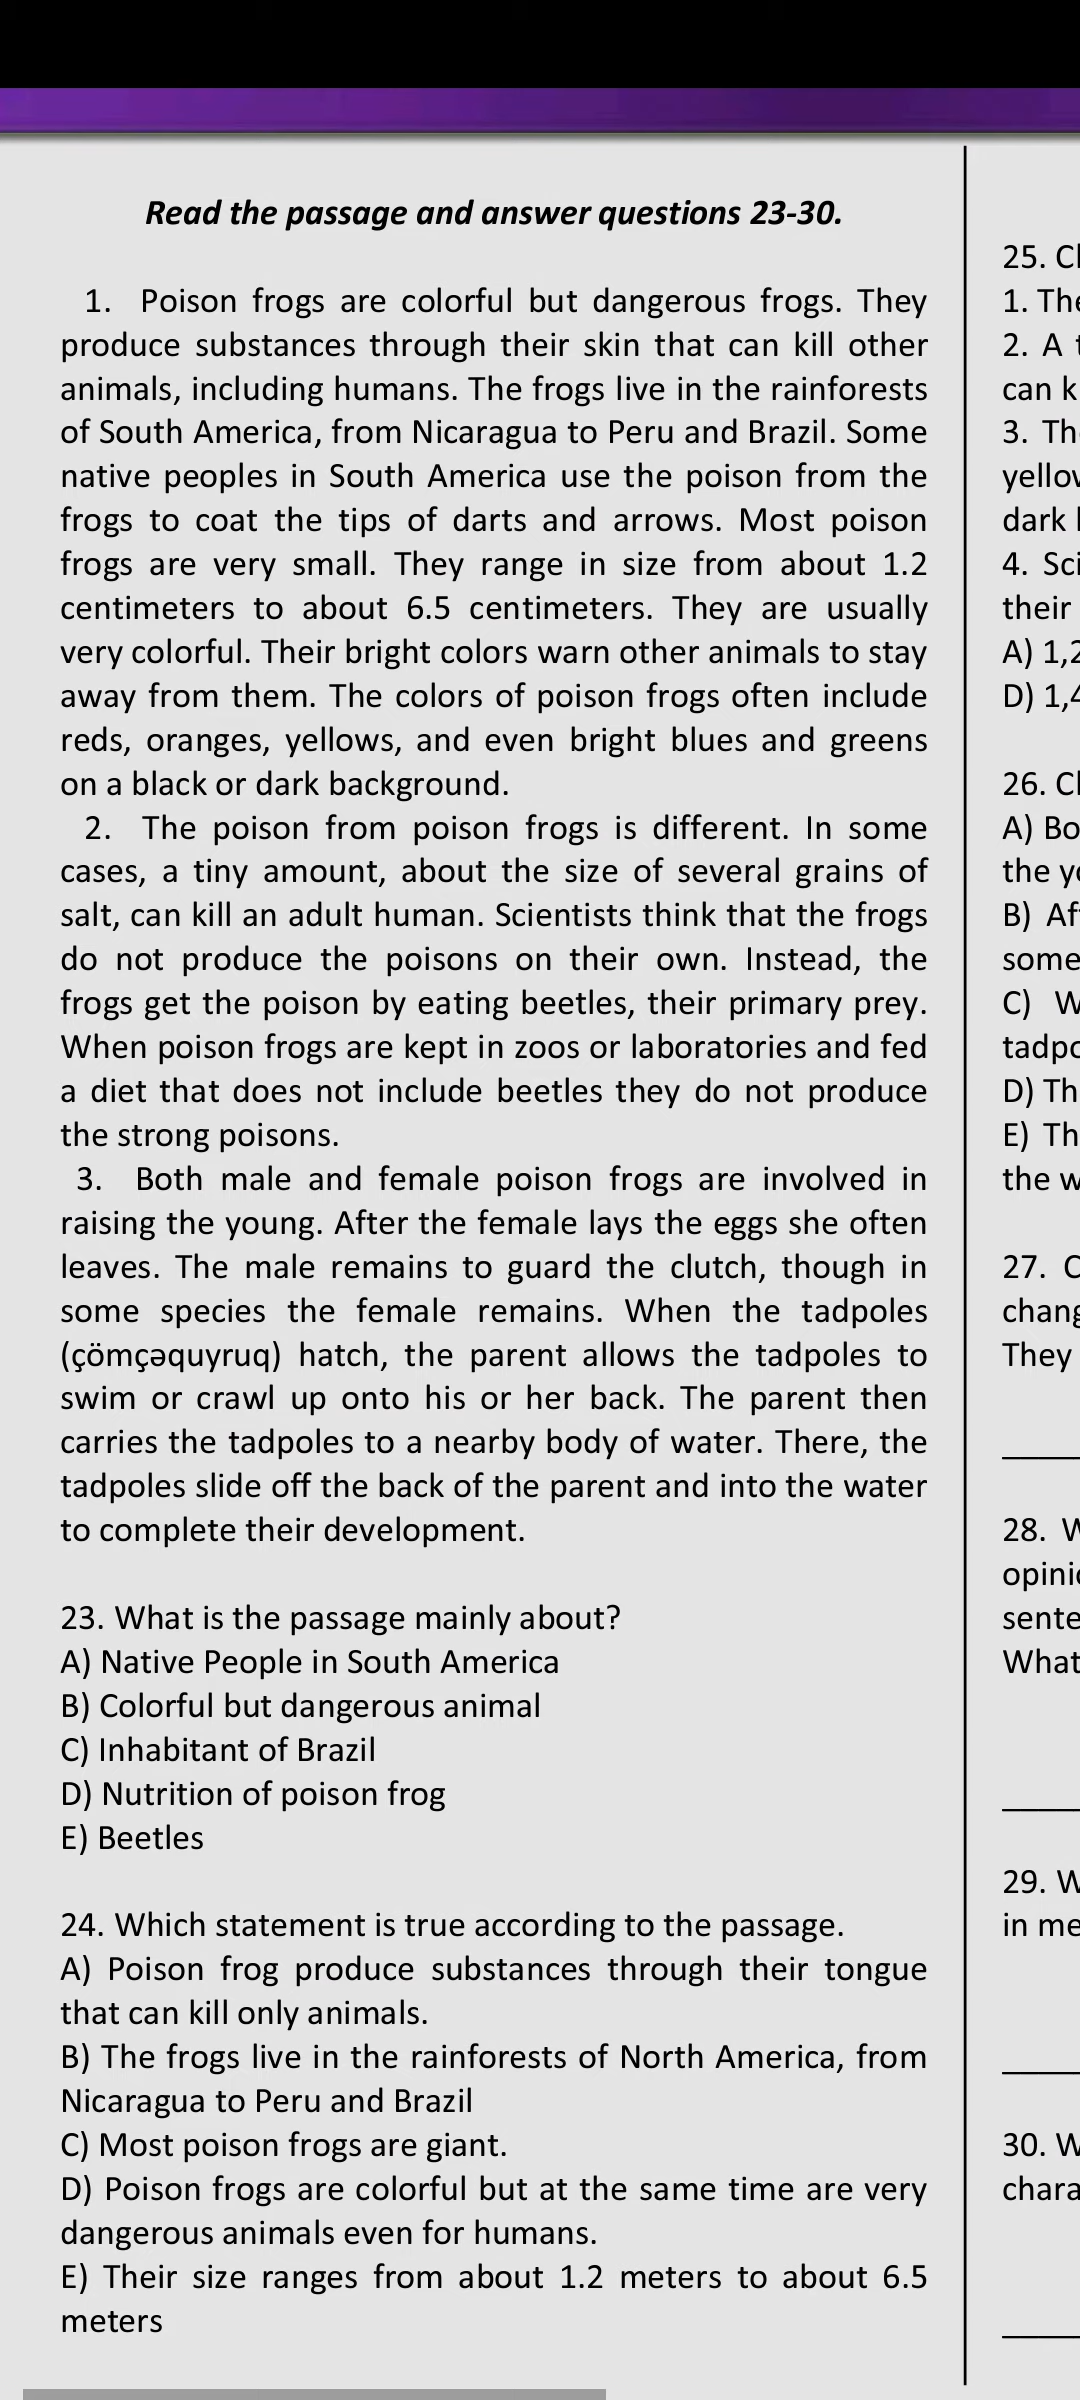 Read the passage and answer questions 23-30.
1. Poison frogs are colorful but dangerous frogs. They
produce substances through their skin that can kill other
animals, including humans. The frogs live in the rainforests
of South America, from Nicaragua to Peru and Brazil. Some
native peoples in South America use the poison from the
frogs to coat the tips of darts and arrows. Most poison
frogs are very small. They range in size from about 1.2
centimeters to about 6.5 centimeters. They are usually
very colorful. Their bright colors warn other animals to stay
away from them. The colors of poison frogs often include
reds, oranges, yellows, and even bright blues and greens
on a black or dark background.
2. The poison from poison frogs is different. In some
cases, a tiny amount, about the size of several grains of
salt, can kill an adult human. Scientists think that the frogs
do not produce the poisons on their own. Instead, the
frogs get the poison by eating beetles, their primary prey.
When poison frogs are kept in zoos or laboratories and fed
a diet that does not include beetles they do not produce
the strong poisons.
3. Both male and female poison frogs are involved in
raising the young. After the female lays the eggs she often
leaves. The male remains to guard the clutch, though in
some species the female remains. When the tadpoles
(çömçəquyruq) hatch, the parent allows the tadpoles to
swim or crawl up onto his or her back. The parent then
carries the tadpoles to a nearby body of water. There, the
tadpoles slide off the back of the parent and into the water
to complete their development.
23. What is the passage mainly about?
A) Native People in South America
B) Colorful but dangerous animal
C) Inhabitant of Brazil
D) Nutrition of poison frog
E) Beetles
24. Which statement is true according to the passage.
A) Poison frog produce substances through their tongue
that can kill only animals.
B) The frogs live in the rainforests of North America, from
Nicaragua to Peru and Brazil
C) Most poison frogs are giant.
D) Poison frogs are colorful but at the same time are very
dangerous animals even for humans.
E) Their size ranges from about 1.2 meters to about 6.5
meters
25.
1.
2. A
can
3.
dark
4.
their
A)
D)
26.
A)
the
B)
C)
D)
E)
the
27.
They
28.
What
29.
in
30.